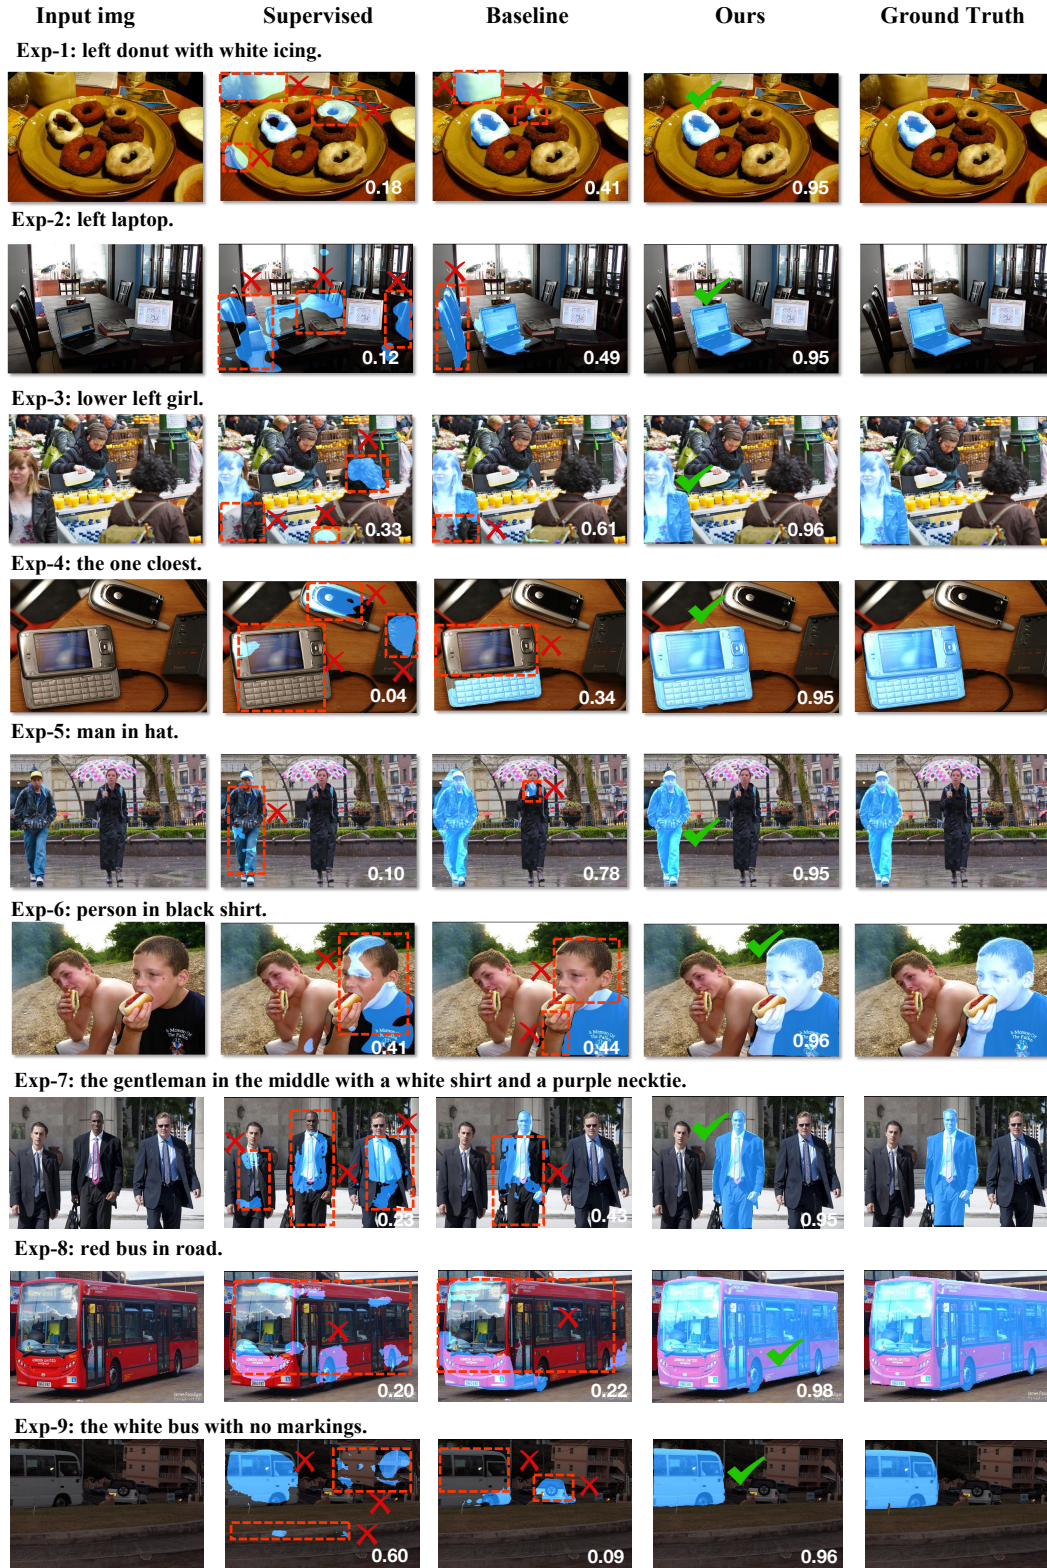 Input img Supervised Baseline Ours Ground Truth
Exp-1: left donut with white icing.
0.18 0.41 0.95
Exp-2: left laptop.
0.12 0.49 0.95
Exp-3: lower left girl.
0.33 0.61 0.96
Exp-4: the one cloest.
0.04 0.34 0.95
Exp-5: man in hat.
0.10 0.78 0.95
Exp-6: person in black shirt.
0.41 0.44 0.96
Exp-7: the gentleman in the middle with a white shirt and a purple necktie.
0.23 0.43 0.95
Exp-8: red bus in road.
0.20 0.22 0.98
Exp-9: the white bus with no markings.
0.60 0.09 0.96